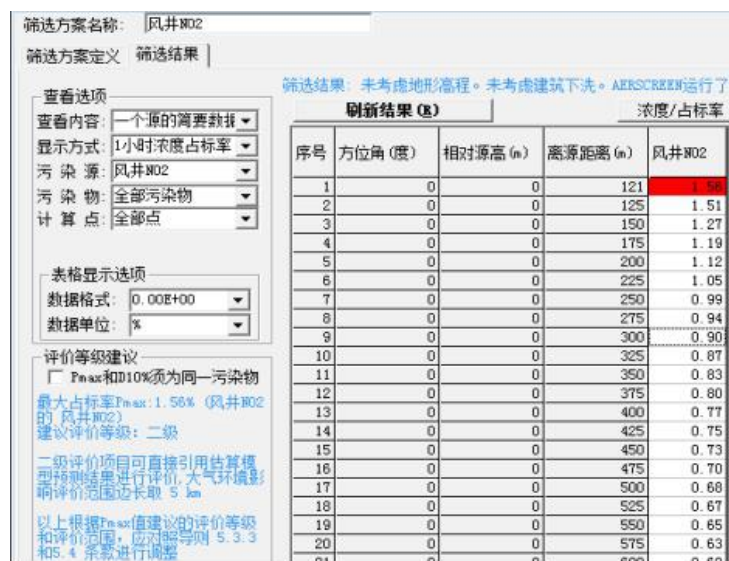 筛选方案名称: 风井NO2
筛选方案定义 筛选结果
查看选项
查看内容: 一个源的简要数据
显示方式: 1小时浓度占标率
污 染 源: 风井NO2
污 染 物: 全部污染物
计 算 点: 全部点
表格显示选项
数据格式: 0.00E+00
数据单位: %
评价等级建议
Pmax和D10%须为同一污染物
最大占标率Pmax:1.56% (风井NO2
的 风井NO2)
建议评价等级: 二级
二级评价项目可直接引用估算模
型预测结果进行评价,大气环境影
响评价范围边长取 5 km
以上根据Pmax值建议的评价等级
和评价范围,应对照导则 5.3.3
和5.4 条款进行调整
筛选结果: 未考虑地形高程。未考虑建筑下洗。AERSCREEN运行了
刷新结果(R) 浓度/占标率
序号 方位角(度) 相对源高(m) 离源距离(m) 风井NO2
1 0 0 121 1.56
2 0 0 125 1.51
3 0 0 150 1.27
4 0 0 175 1.19
5 0 0 200 1.12
6 0 0 225 1.05
7 0 0 250 0.99
8 0 0 275 0.94
9 0 0 300 0.90
10 0 0 325 0.87
11 0 0 350 0.83
12 0 0 375 0.80
13 0 0 400 0.77
14 0 0 425 0.75
15 0 0 450 0.73
16 0 0 475 0.70
17 0 0 500 0.68
18 0 0 525 0.67
19 0 0 550 0.65
20 0 0 575 0.63